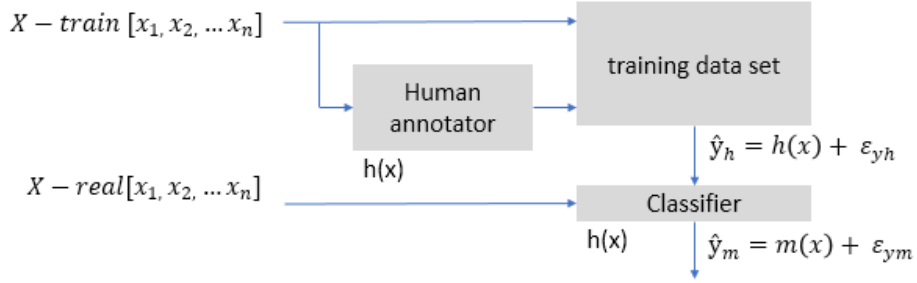 X − train [x₁, x₂, … xₙ]
training data set
Human
annotator
h(x)
ŷₕ = h(x) + εyh
X − real[x₁, x₂, … xₙ]
Classifier
h(x)
ŷₘ = m(x) + εym